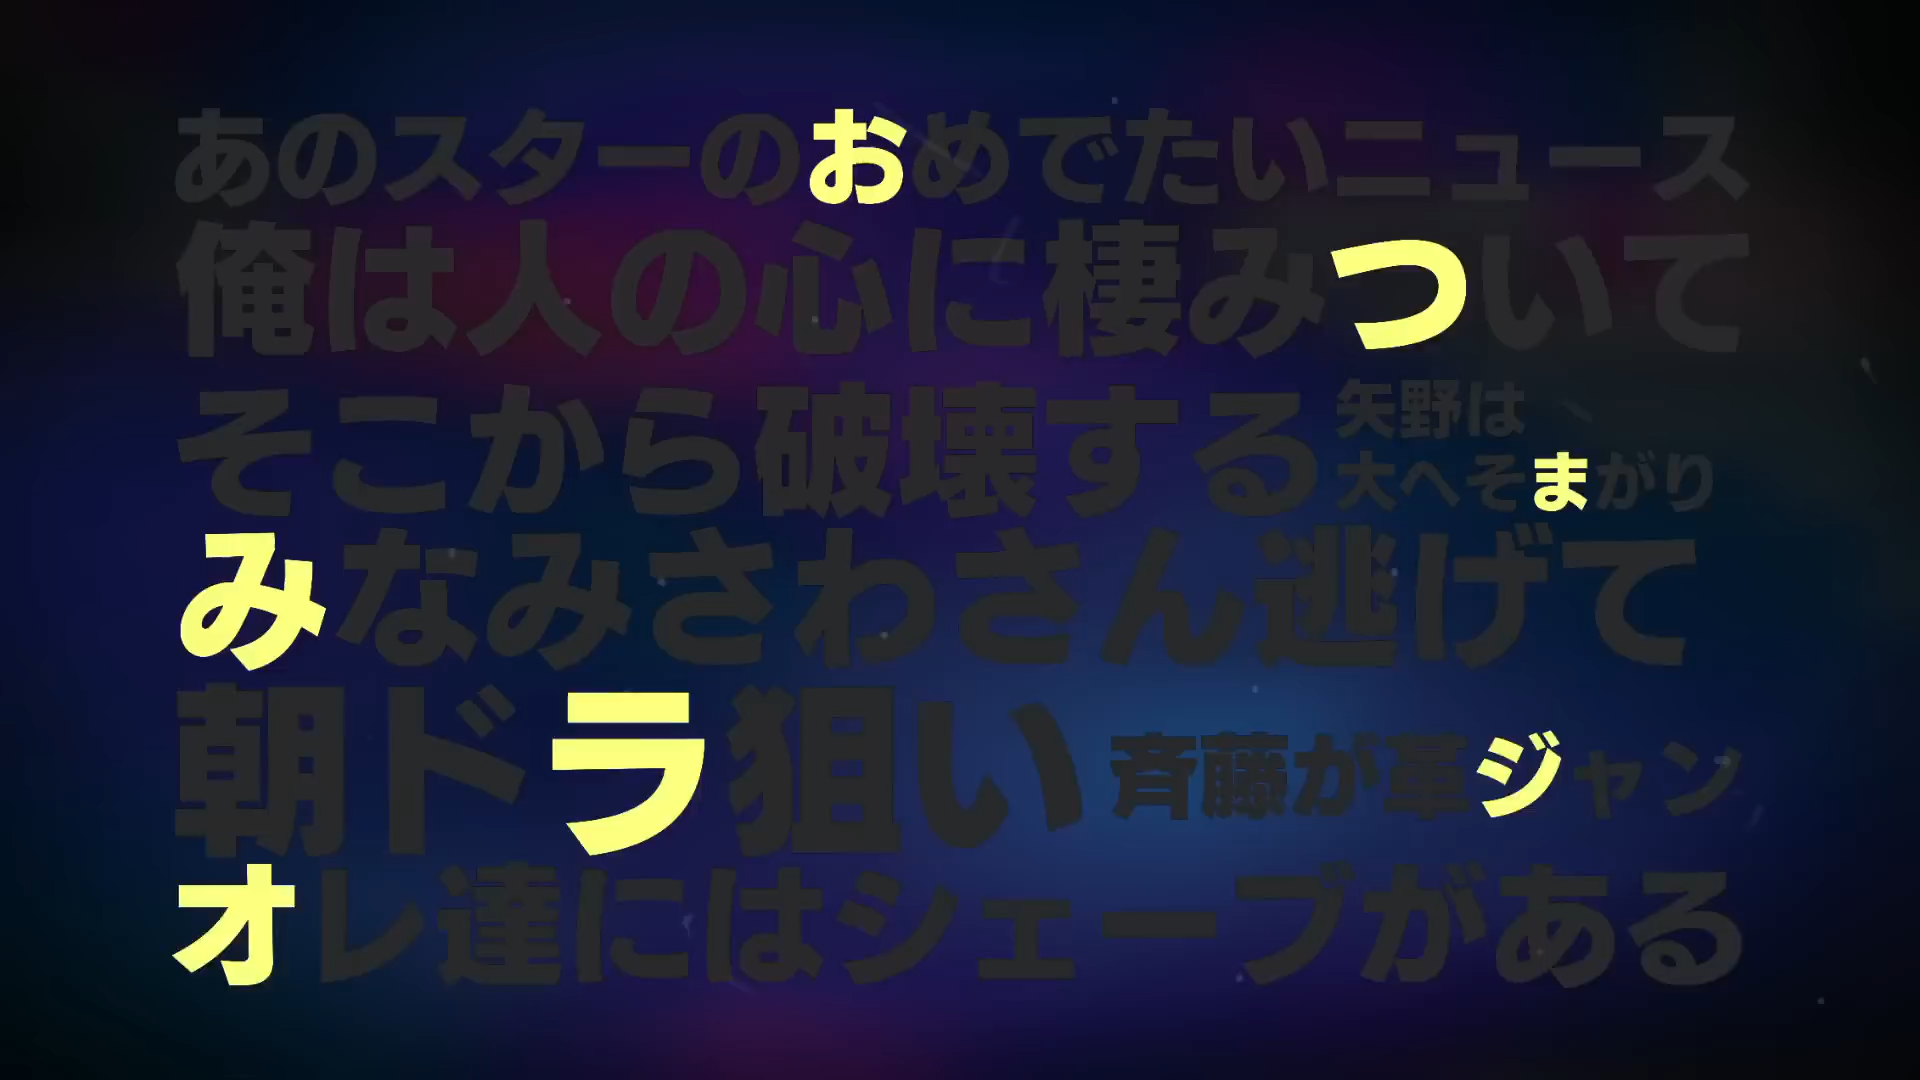 あのスターのおめでたいニュース
俺は人の心に棲みついて
そこから破壊する
矢野は
大へそまがり
みなみさわさん逃げて
朝ドラ狙い
斉藤が革ジャン
オレ達にはシェーブがある